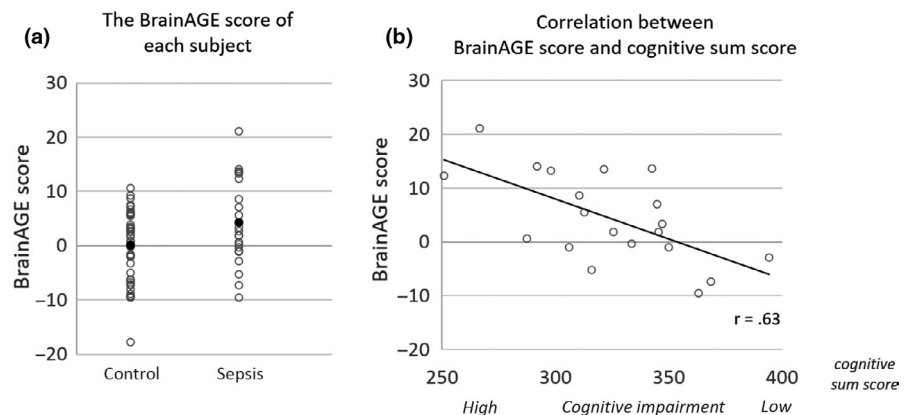 (a)
The BrainAGE score of
each subject
BrainAGE score
30
20
10
0
−10
−20
Control Sepsis
(b)
Correlation between
BrainAGE score and cognitive sum score
BrainAGE score
30
20
10
0
−10
−20
r = .63
250 300 350 400
cognitive
sum score
High Cognitive impairment Low